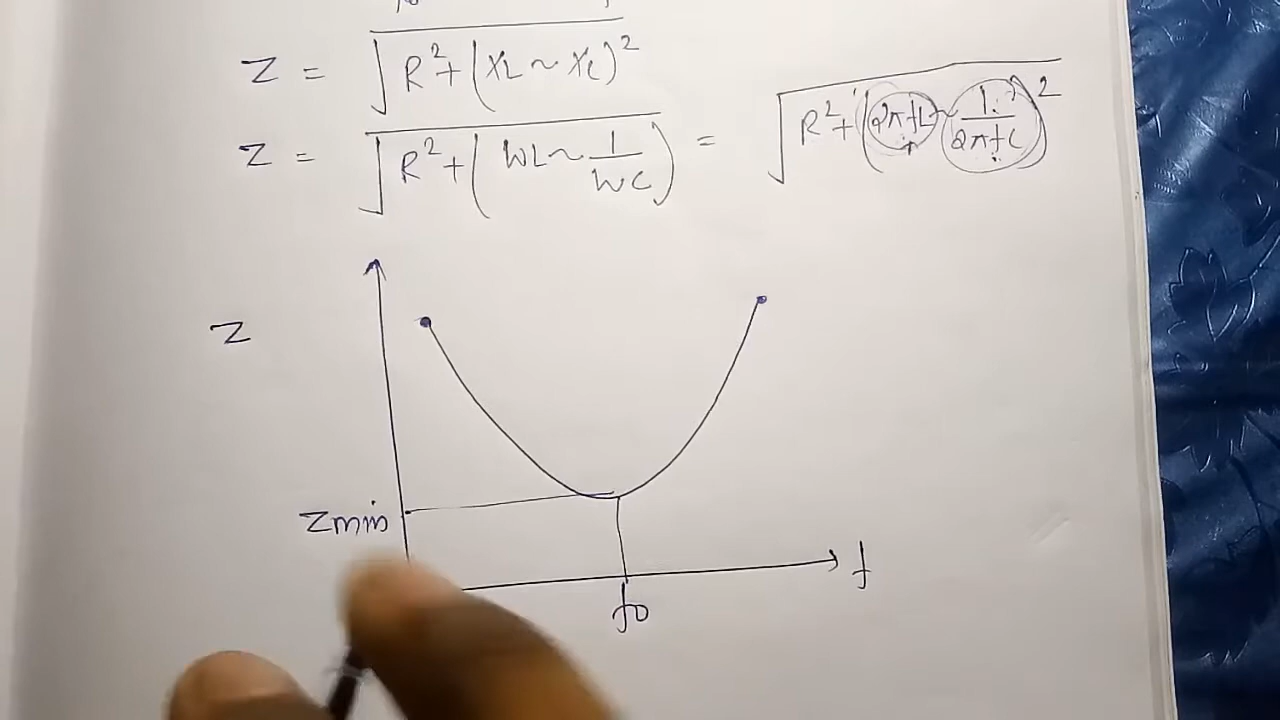 Z = √R²+(XL~XC)²
Z = √R²+(WL~1/WC) = √R²+(2πfL~1/2πfC)²
Z
Zmin
f
fo